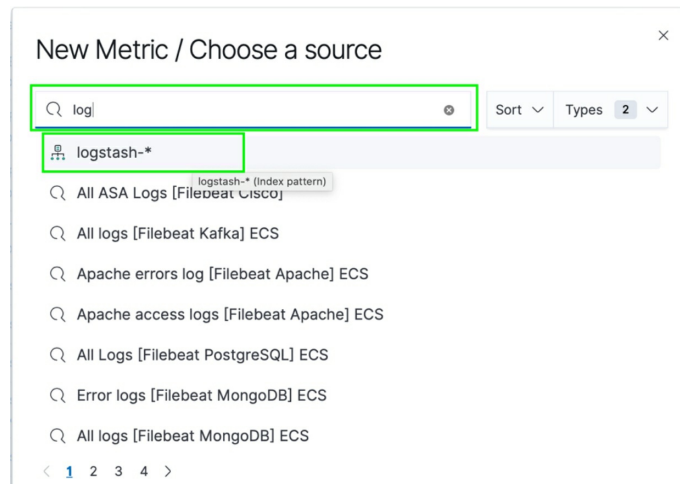 New Metric / Choose a source
log
Sort Types 2
logstash-*
logstash-* (Index pattern)
All ASA Logs [Filebeat Cisco]
All logs [Filebeat Kafka] ECS
Apache errors log [Filebeat Apache] ECS
Apache access logs [Filebeat Apache] ECS
All Logs [Filebeat PostgreSQL] ECS
Error logs [Filebeat MongoDB] ECS
All logs [Filebeat MongoDB] ECS
1 2 3 4